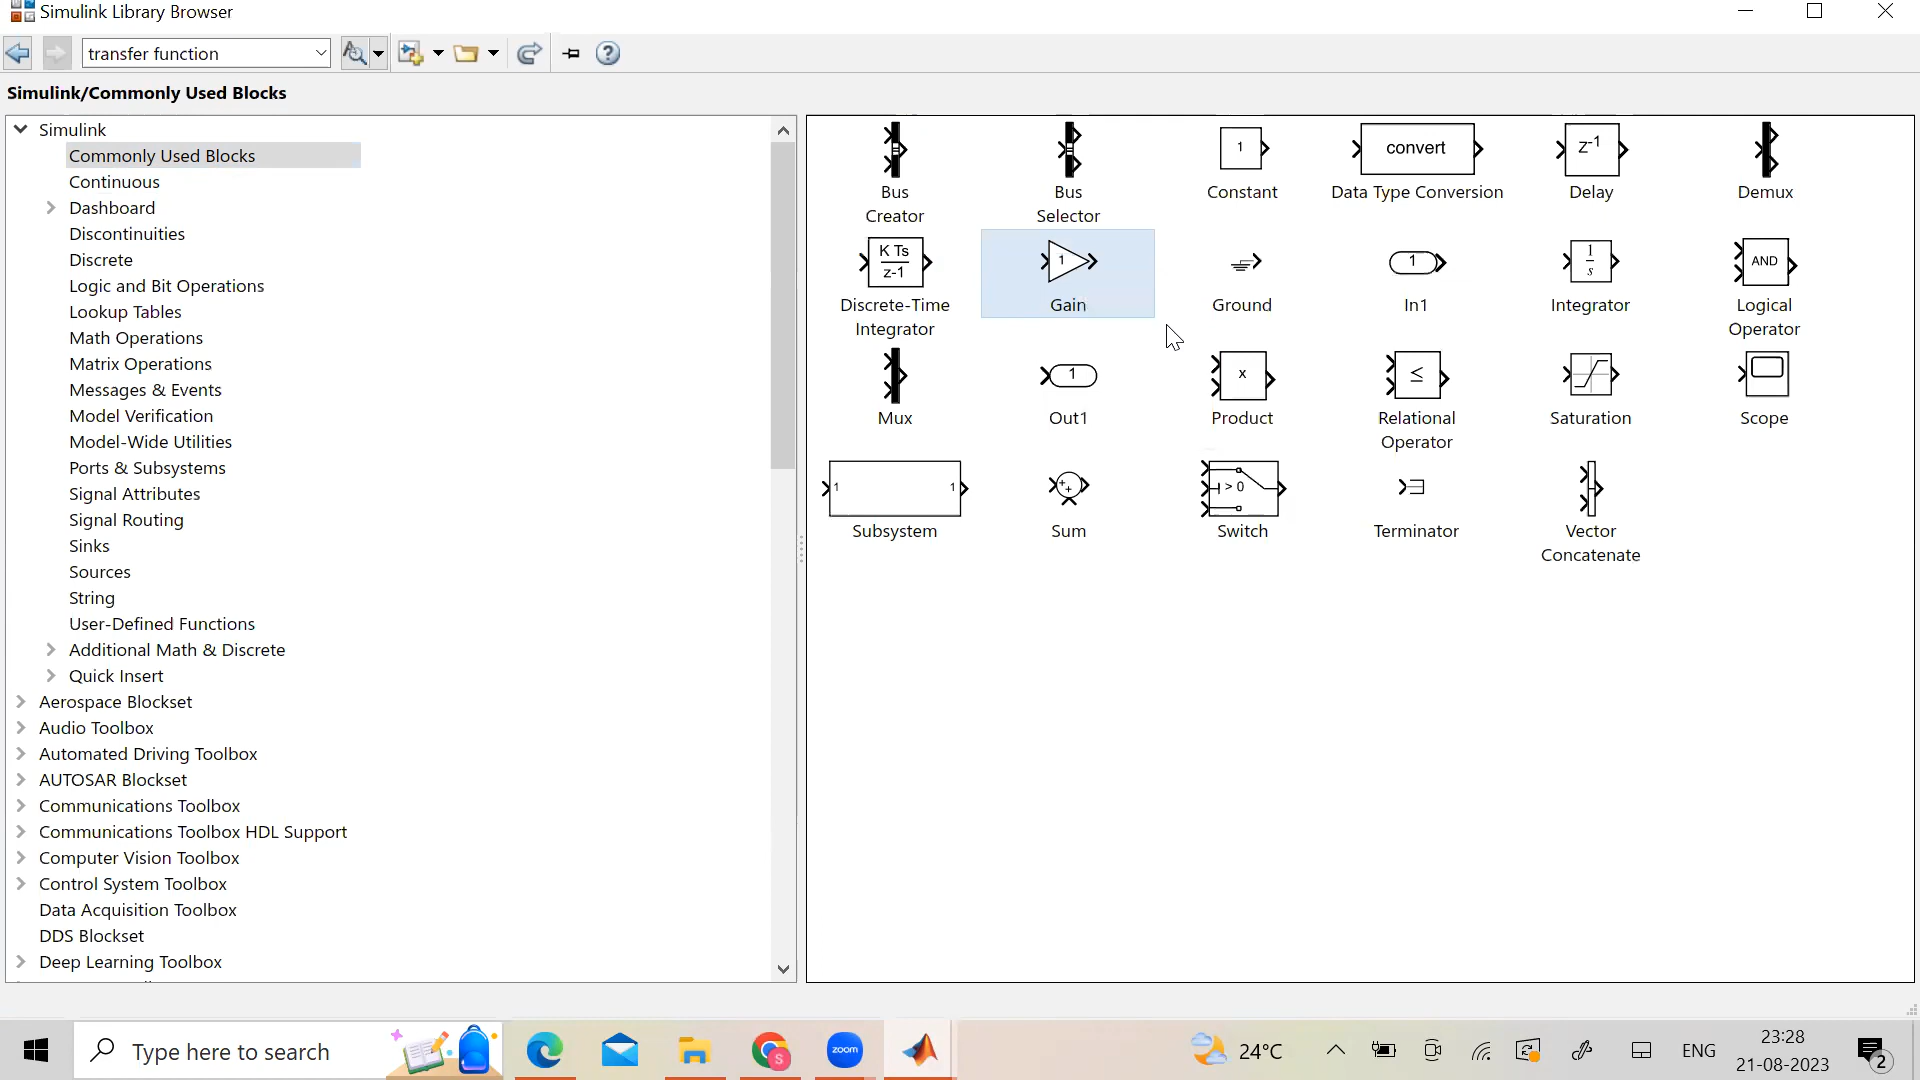 Simulink Library Browser
transfer function
Simulink/Commonly Used Blocks
Simulink
Commonly Used Blocks
Continuous
Dashboard
Discontinuities
Discrete
Logic and Bit Operations
Lookup Tables
Math Operations
Matrix Operations
Messages & Events
Model Verification
Model-Wide Utilities
Ports & Subsystems
Signal Attributes
Signal Routing
Sinks
Sources
String
User-Defined Functions
Additional Math & Discrete
Quick Insert
Aerospace Blockset
Audio Toolbox
Automated Driving Toolbox
AUTOSAR Blockset
Communications Toolbox
Communications Toolbox HDL Support
Computer Vision Toolbox
Control System Toolbox
Data Acquisition Toolbox
DDS Blockset
Deep Learning Toolbox
1 convert z-1
Bus Creator
Bus Selector
Constant
Data Type Conversion
Delay
Demux
K Ts
z-1
1
1
1
s
AND
Discrete-Time
Integrator
Gain
Ground
In1
Integrator
Logical
Operator
1
x
≤
Mux
Out1
Product
Relational
Operator
Saturation
Scope
1 1
++
> 0
Subsystem
Sum
Switch
Terminator
Vector
Concatenate
Type here to search
zoom
S
24°C
ENG
23:28
21-08-2023
2